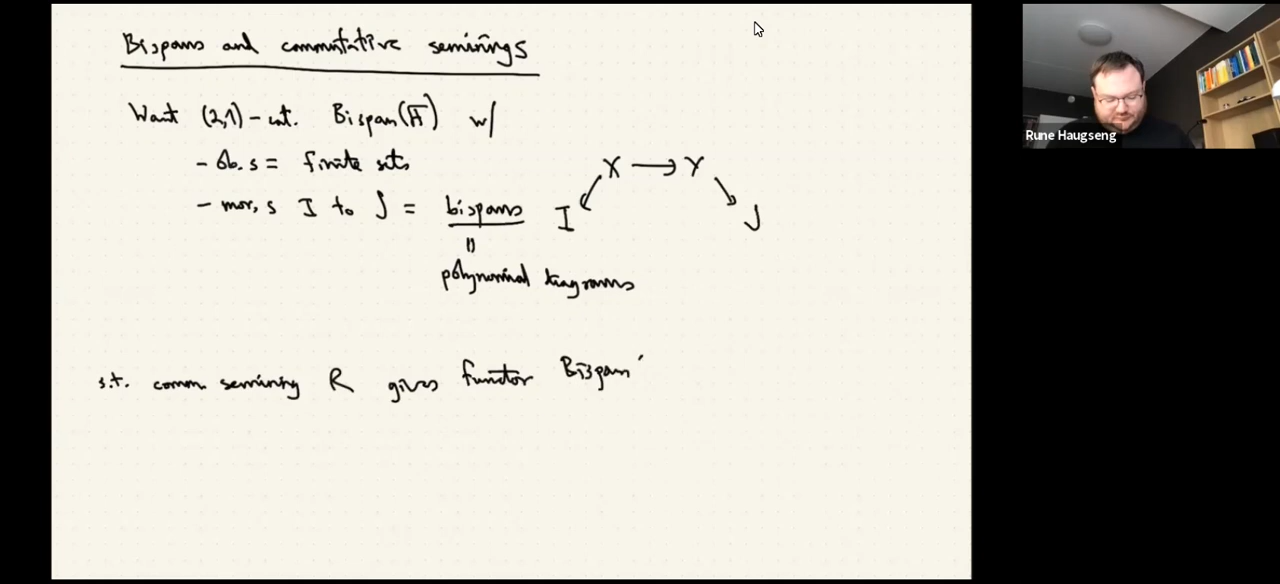 Bispans and commutative semirings
Want (2,1)-cat. Bispan(𝔽) w/
- Ob.s = finite sets
- mor.s I to J = bispans
X → Y
I J
polynomial diagrams
s.t. comm. semiring R gives functor Bispan
Rune Haugseng